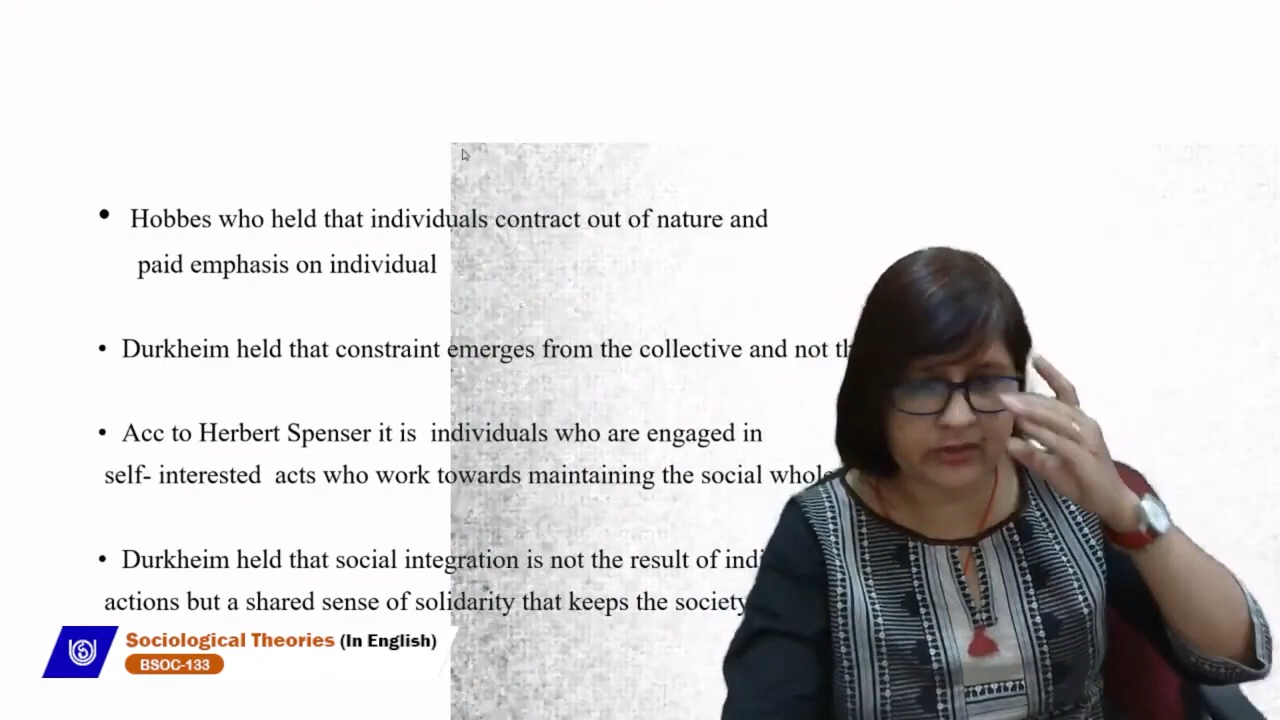 • Hobbes who held that individuals contract out of nature and
paid emphasis on individual
• Durkheim held that constraint emerges from the collective and not
• Acc to Herbert Spenser it is individuals who are engaged in
self- interested acts who work towards maintaining the social whole
• Durkheim held that social integration is not the result of
actions but a shared sense of solidarity that keeps the society
Sociological Theories (In English)
BSOC-133